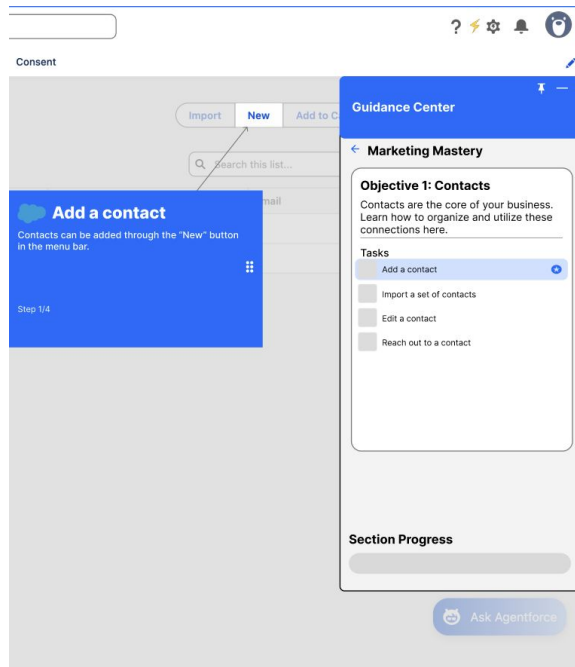 Consent
Import
New
Add to C
Search this list...
mail
Add a contact
Contacts can be added through the "New" button
in the menu bar.
Step 1/4
Guidance Center
Marketing Mastery
Objective 1: Contacts
Contacts are the core of your business.
Learn how to organize and utilize these
connections here.
Tasks
Add a contact
Import a set of contacts
Edit a contact
Reach out to a contact
Section Progress
Ask Agentforce